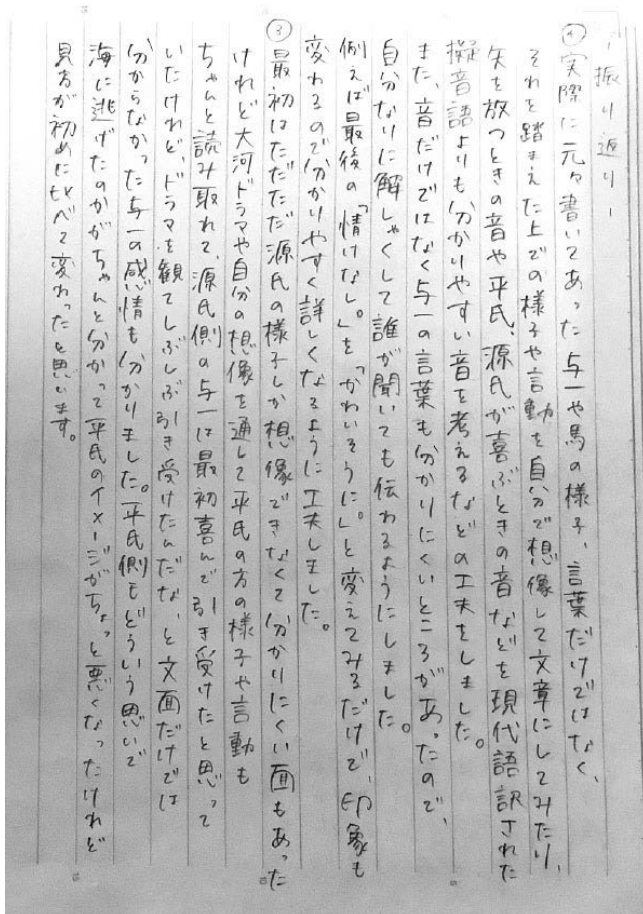 - 振り返り -
④実際に元々書いてあった与一や馬の様子、言葉だけではなく、
それを踏まえた上での様子や言動を自分で想像して文章にしてみたり、
矢を放つときの音や平氏、源氏が喜ぶときの音などを現代語訳された
擬音語よりも分かりやすい音を考えるなどの工夫をしました。
また、音だけではなく与一の言葉も分かりにくいところがあったので、
自分なりに解しゃくして誰が聞いても伝わるようにしました。
例えば最後の「情けなし。」を「かわいそうに。」と変えてみるだけで、印象も
変わるので分かりやすく詳しくなるように工夫しました。
③最初はただただ源氏の様子しか想像できなくて分かりにくい面もあった
けれど大河ドラマや自分の想像を通して平氏の方の様子や言動も
ちゃんと読み取れて、源氏側の与一は最初喜んで引き受けたと思って
いたけれど、ドラマを観てしぶしぶ引き受けたんだな、と文面だけでは
分からなかった与一の感情も分かりました。平氏側もどういう思いで
海に逃げたのかがちゃんと分かって平氏のイメージがちょっと悪くなったけれど
見方が初めに比べて変わったと思います。